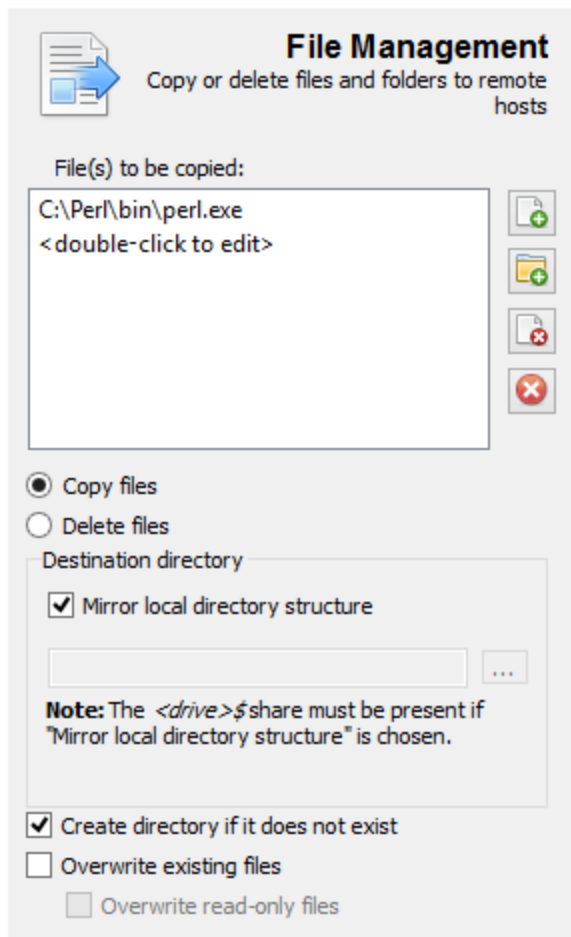 File Management
Copy or delete files and folders to remote
hosts
File(s) to be copied:
C:\Perl\bin\perl.exe
<double-click to edit>
Copy files
Delete files
Destination directory
Mirror local directory structure
...
Note: The <drive>$ share must be present if
"Mirror local directory structure" is chosen.
Create directory if it does not exist
Overwrite existing files
Overwrite read-only files